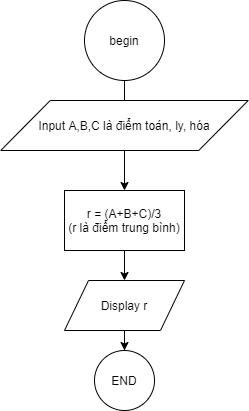 begin
Input A,B,C là điểm toán, ly, hóa
r = (A+B+C)/3
(r là điểm trung bình)
Display r
END